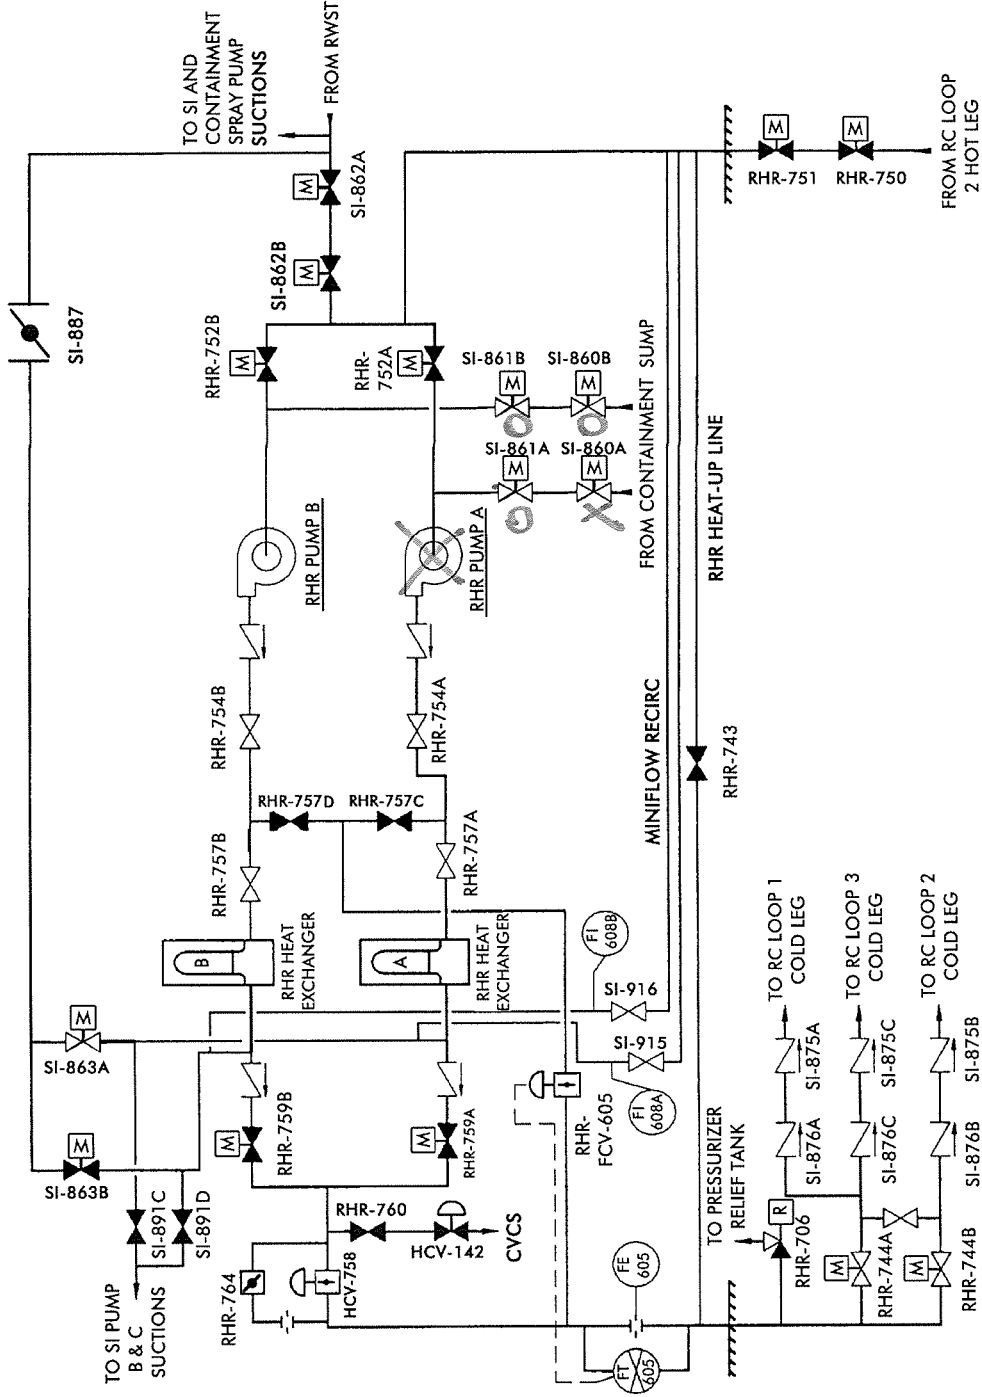 TO SI AND
CONTAINMENT
SPRAY PUMP
SUCTIONS
FROM RWST
SI-887
SI-862A
SI-862B
M
M
RHR-752B
M
RHR-
752A
M
SI-861B
M
SI-860B
M
SI-861A
M
SI-860A
M
FROM CONTAINMENT SUMP
RHR PUMP B
RHR PUMP A
RHR-751
M
RHR-750
M
FROM RC LOOP
2 HOT LEG
RHR HEAT-UP LINE
MINIFLOW RECIRC
RHR-743
RHR-754B
RHR-754A
RHR-757D
RHR-757C
RHR-757B
RHR-757A
B
RHR HEAT
EXCHANGER
A
RHR HEAT
EXCHANGER
FI
608B
SI-916
SI-915
FI
608A
SI-863A
M
SI-863B
M
SI-891C
SI-891D
TO SI PUMP
B & C
SUCTIONS
RHR-759B
M
RHR-759A
M
RHR-
FCV-605
RHR-760
HCV-142
CVCS
RHR-764
HCV-758
FE
605
FT
605
TO PRESSURIZER
RELIEF TANK
R
RHR-706
TO RC LOOP 1
COLD LEG
TO RC LOOP 3
COLD LEG
TO RC LOOP 2
COLD LEG
SI-875A
SI-875C
SI-875B
SI-876A
SI-876C
SI-876B
M
RHR-744A
M
RHR-744B